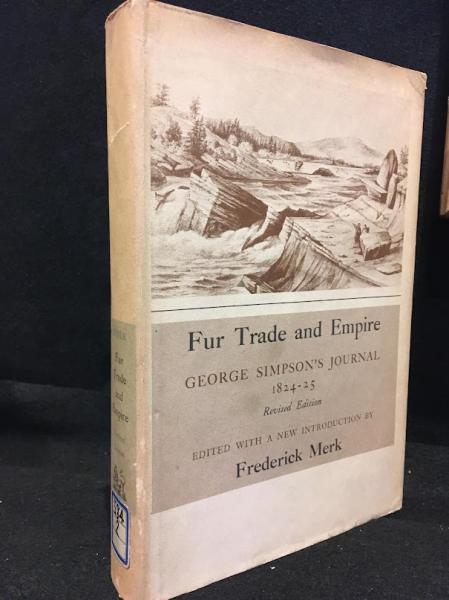 Fur Trade and Empire
GEORGE SIMPSON'S JOURNAL
1824-25
Revised Edition
EDITED WITH A NEW INTRODUCTION BY
Frederick Merk
Fur
Trade
and
Empire